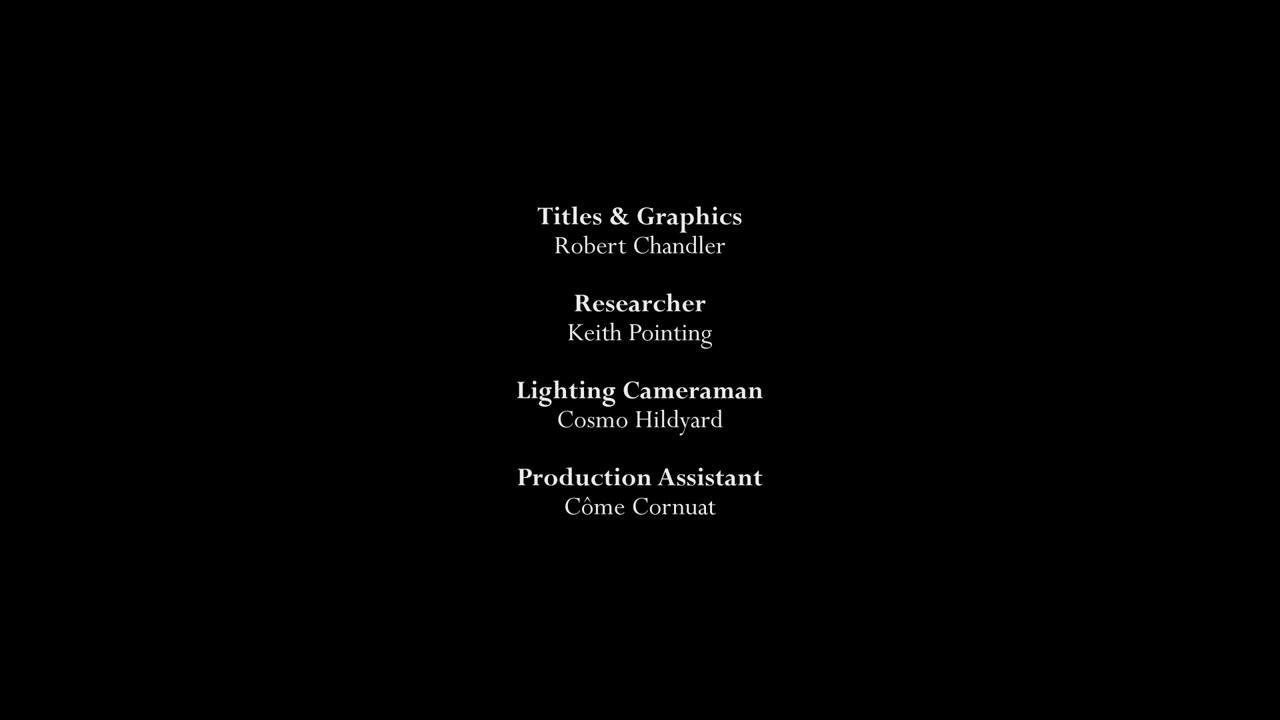 Titles & Graphics
Robert Chandler
Researcher
Keith Pointing
Lighting Cameraman
Cosmo Hildyard
Production Assistant
Côme Cornuat